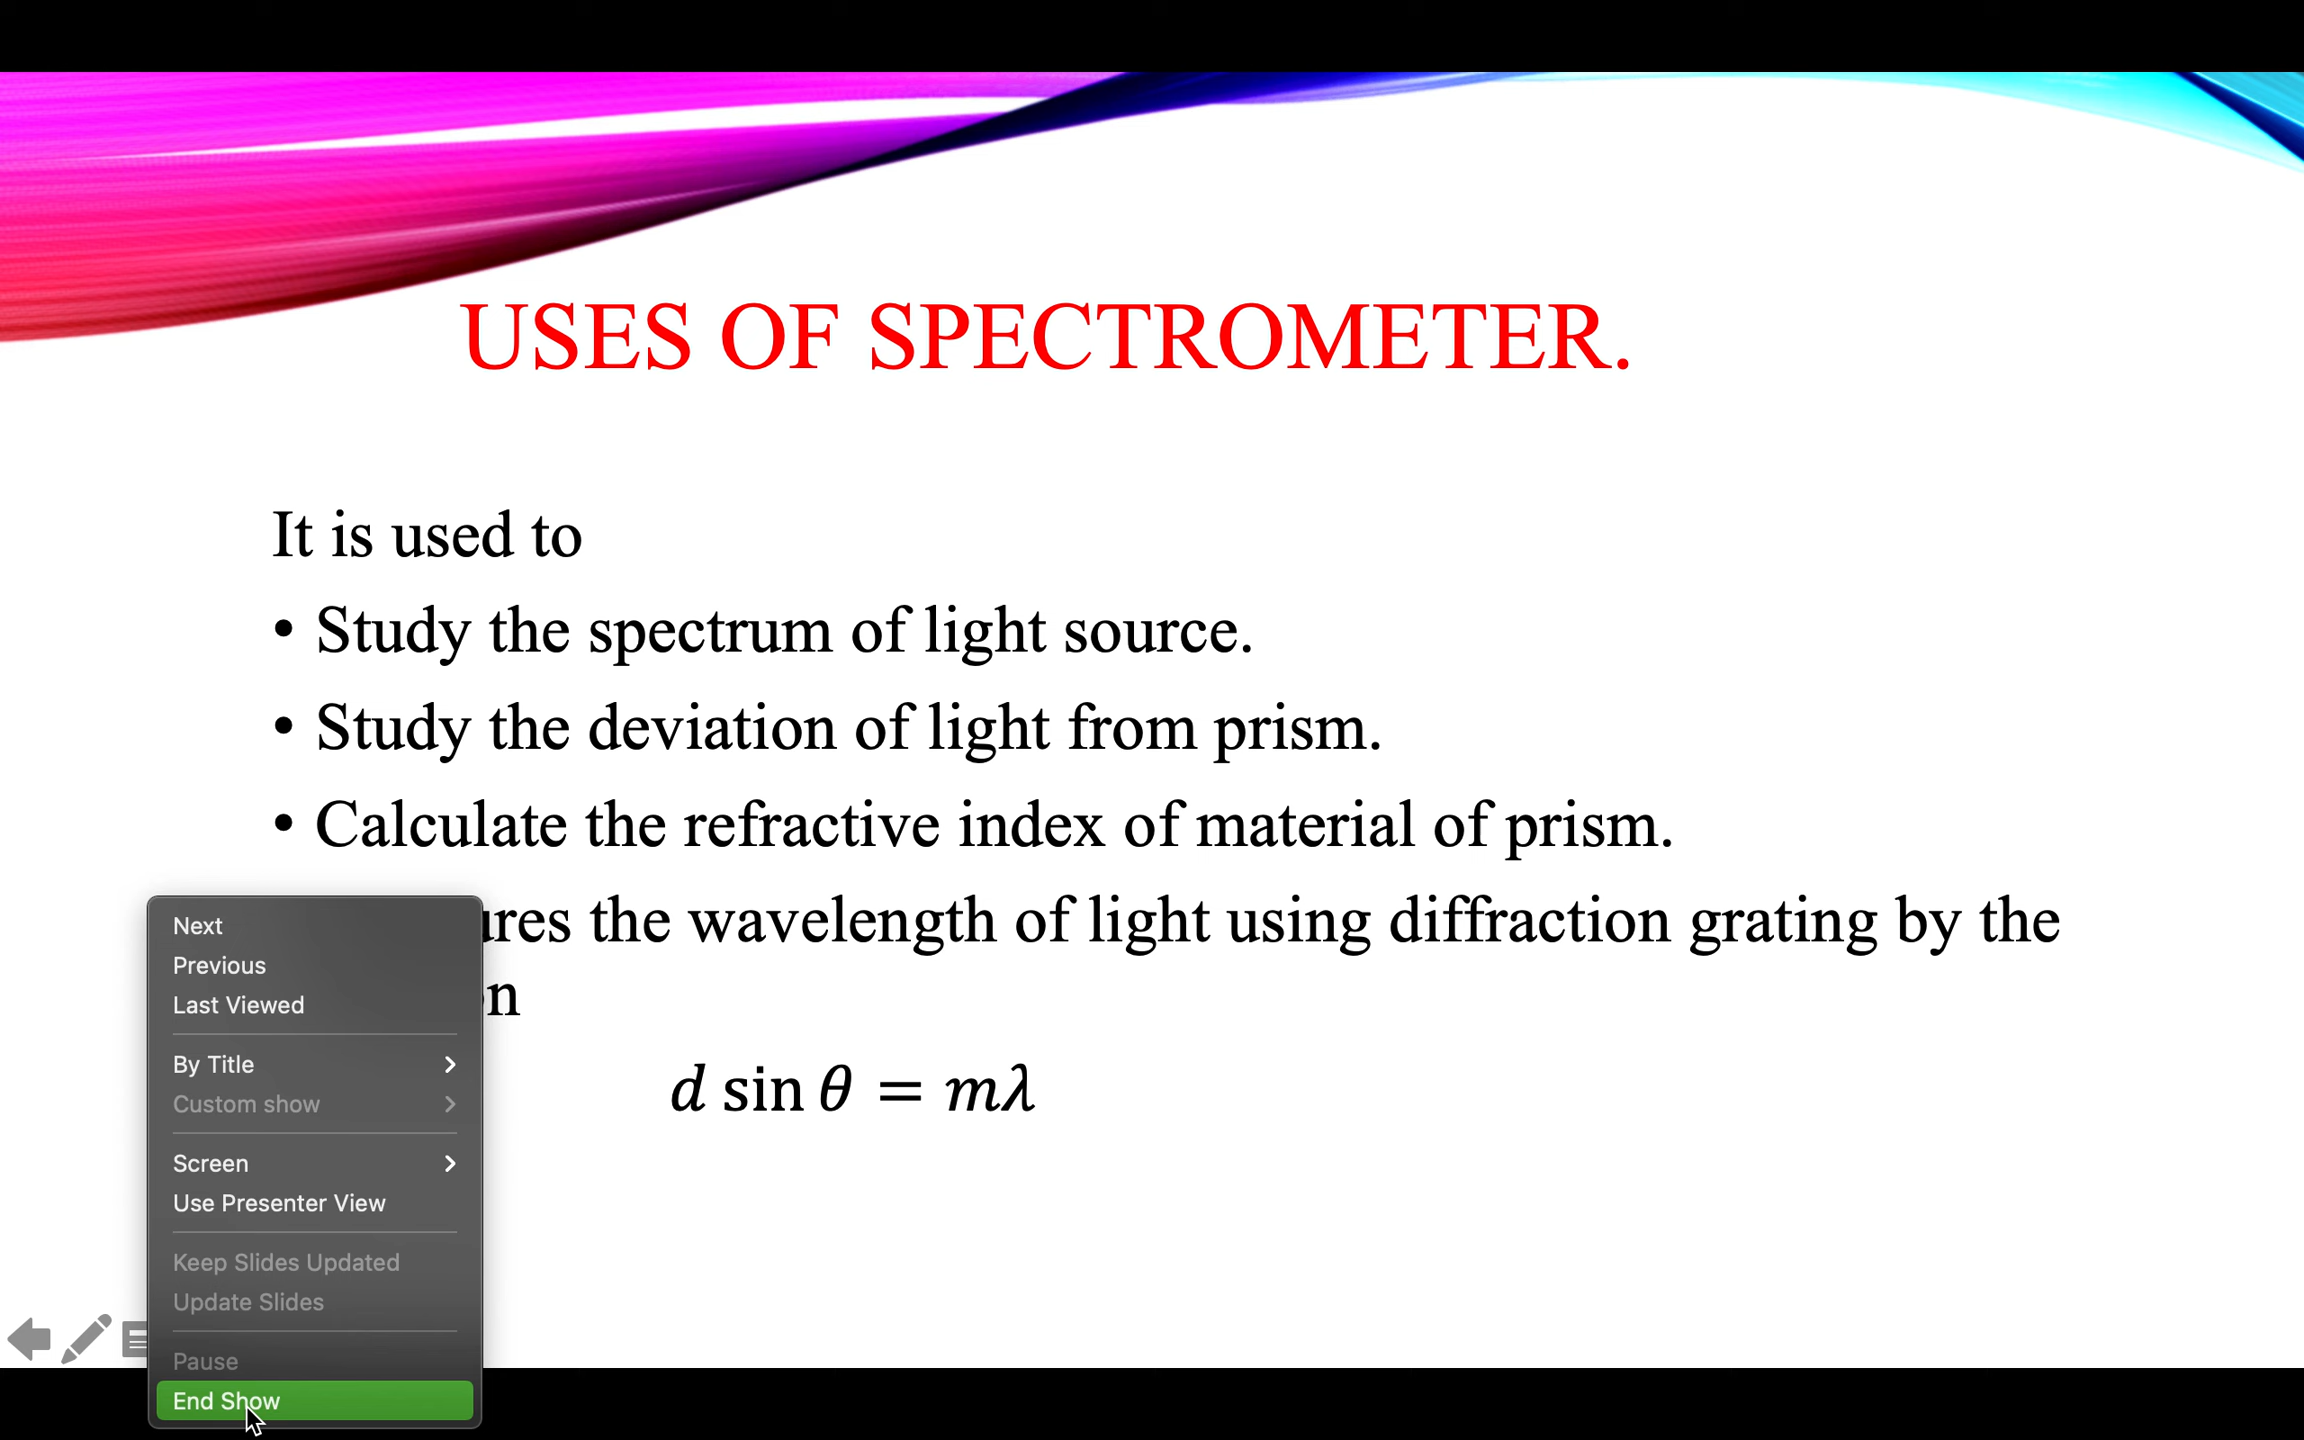 USES OF SPECTROMETER.
It is used to
• Study the spectrum of light source.
• Study the deviation of light from prism.
• Calculate the refractive index of material of prism.
the wavelength of light using diffraction grating by the
d sin θ = mλ
Next
Previous
Last Viewed
By Title
Custom show
Screen
Use Presenter View
Keep Slides Updated
Update Slides
Pause
End Show